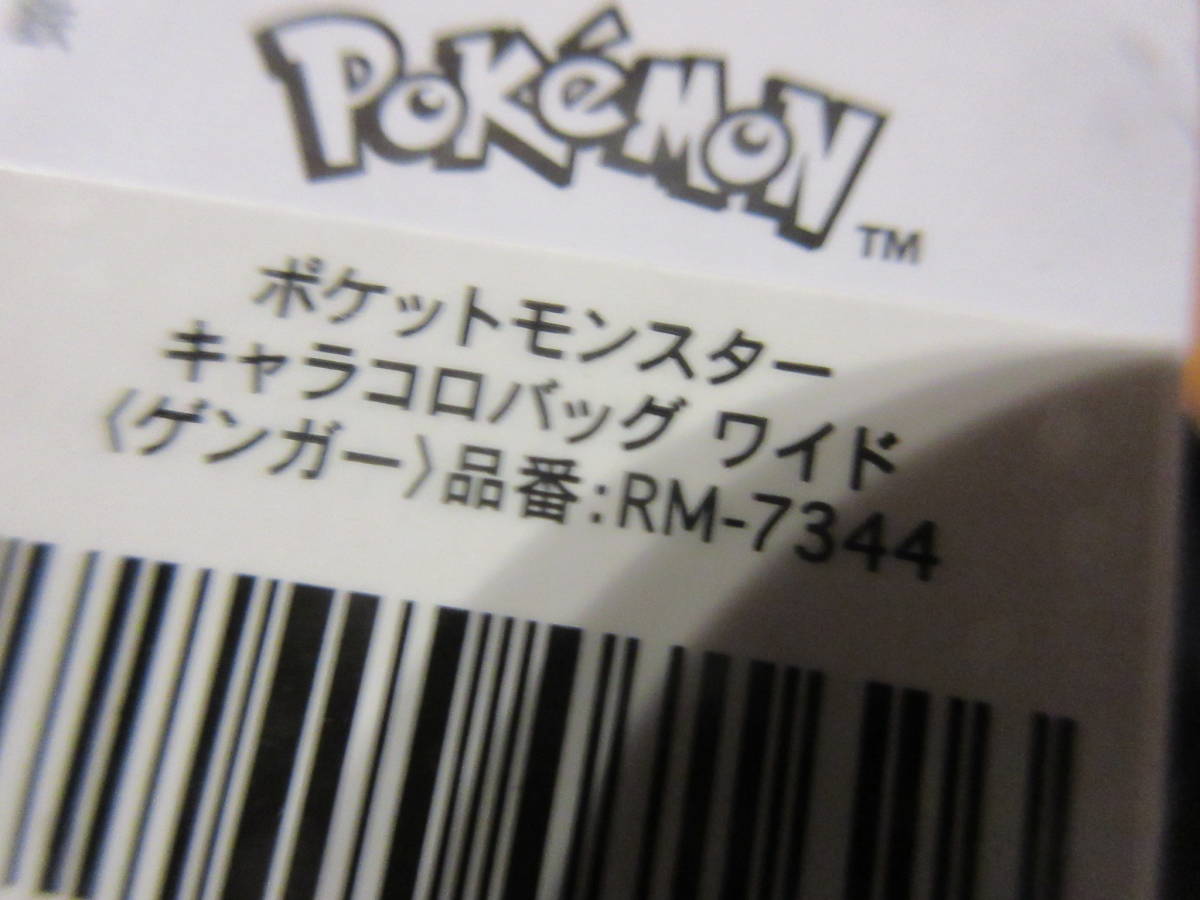 POKéMON
TM
ポケットモンスター
キャラコロバッグ ワイド
〈ゲンガー〉品番:RM-7344